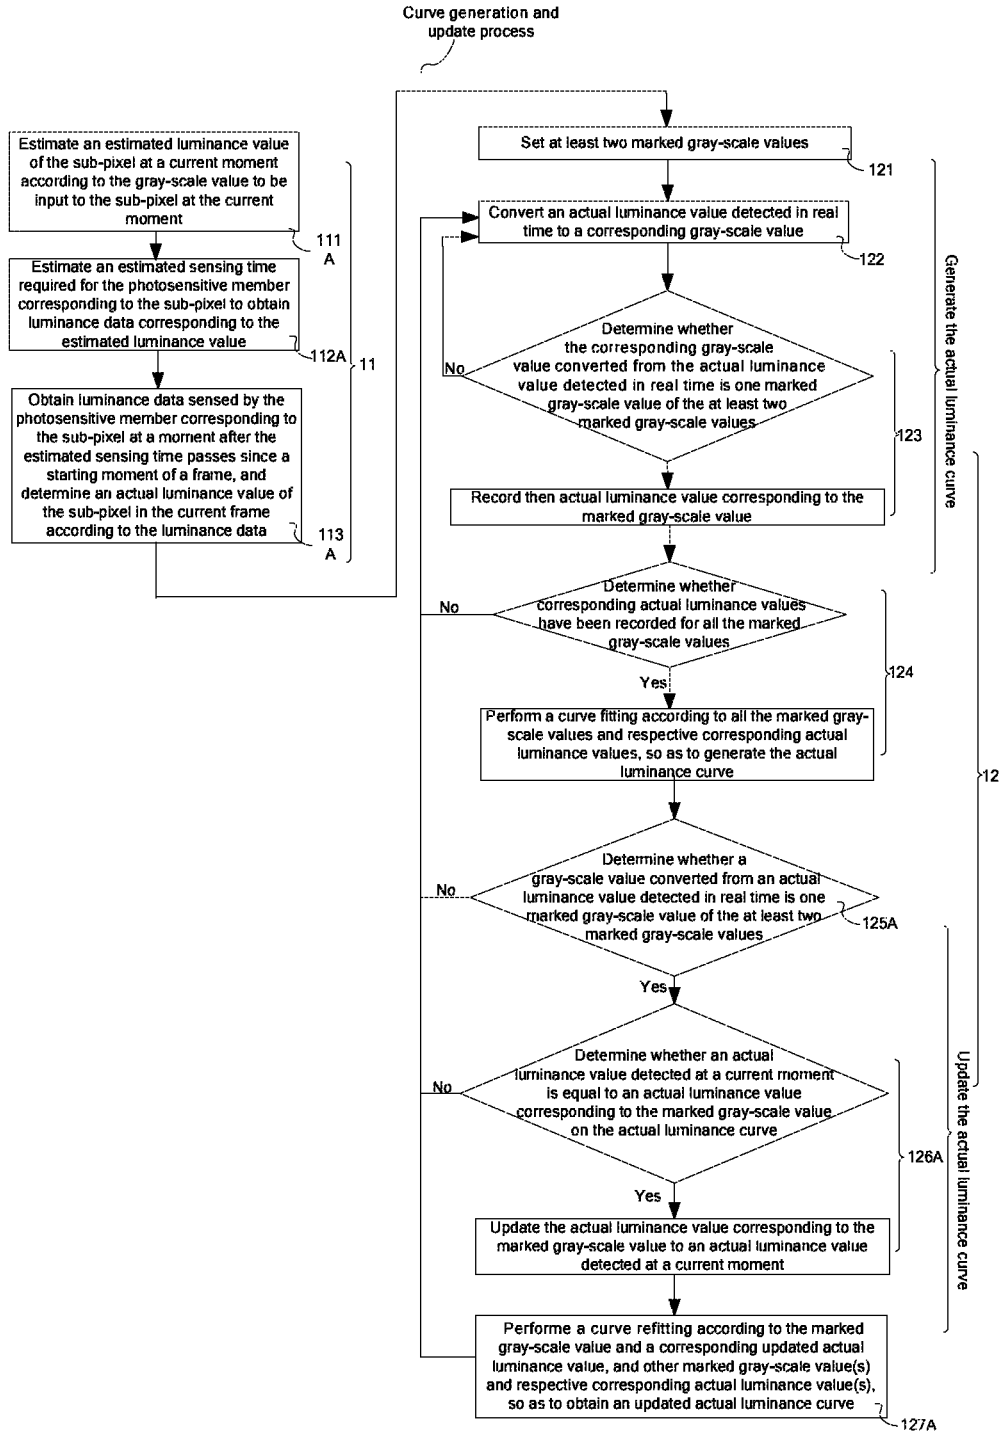 Curve generation and
update process
Estimate an estimated luminance value
of the sub-pixel at a current moment
according to the gray-scale value to be
input to the sub-pixel at the current
moment
111
A
Estimate an estimated sensing time
required for the photosensitive member
corresponding to the sub-pixel to obtain
luminance data corresponding to the
estimated luminance value
112A
Obtain luminance data sensed by the
photosensitive member corresponding to
the sub-pixel at a moment after the
estimated sensing time passes since a
starting moment of a frame, and
determine an actual luminance value of
the sub-pixel in the current frame
according to the luminance data
113
A
11
Set at least two marked gray-scale values
121
Convert an actual luminance value detected in real
time to a corresponding gray-scale value
122
Determine whether
the corresponding gray-scale
value converted from the actual luminance
value detected in real time is one marked
gray-scale value of the at least two
marked gray-scale values
No
123
Record then actual luminance value corresponding to the
marked gray-scale value
Generate the actual luminance curve
Determine whether
corresponding actual luminance values
have been recorded for all the marked
gray-scale values
No
Yes
124
Perform a curve fitting according to all the marked gray-
scale values and respective corresponding actual
luminance values, so as to generate the actual
luminance curve
12
Determine whether a
gray-scale value converted from an actual
luminance value detected in real time is one
marked gray-scale value of the at least two
marked gray-scale values
No
125A
Yes
Determine whether an actual
luminance value detected at a current moment
is equal to an actual luminance value
corresponding to the marked gray-scale value
on the actual luminance curve
No
126A
Yes
Update the actual luminance value corresponding to the
marked gray-scale value to an actual luminance value
detected at a current moment
Update the actual luminance curve
Performe a curve refitting according to the marked
gray-scale value and a corresponding updated actual
luminance value, and other marked gray-scale value(s)
and respective corresponding actual luminance value(s),
so as to obtain an updated actual luminance curve
127A